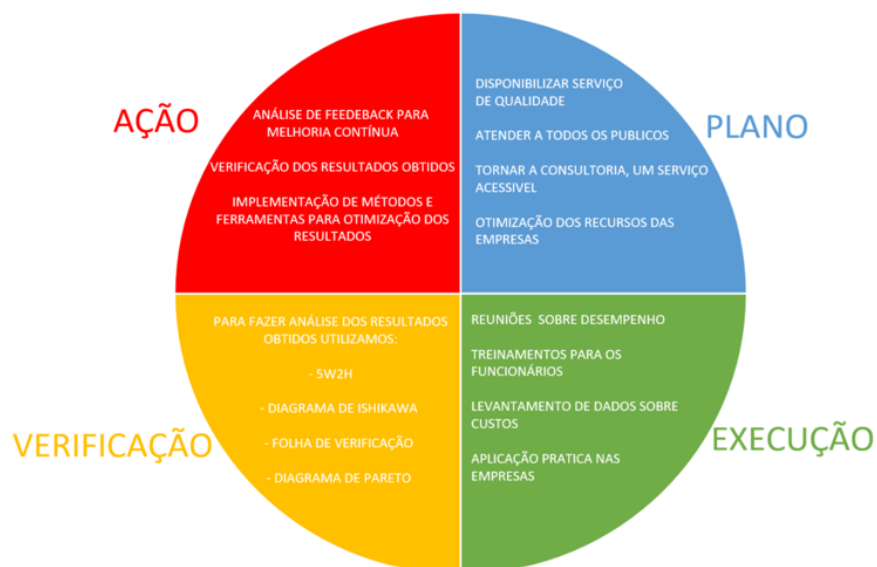 AÇÃO
ANÁLISE DE FEEDEBACK PARA
MELHORIA CONTÍNUA
VERIFICAÇÃO DOS RESULTADOS OBTIDOS
IMPLEMENTAÇÃO DE MÉTODOS E
FERRAMENTAS PARA OTIMIZAÇÃO DOS
RESULTADOS
PLANO
DISPONIBILIZAR SERVIÇO
DE QUALIDADE
ATENDER A TODOS OS PUBLICOS
TORNAR A CONSULTORIA, UM SERVIÇO
ACESSIVEL
OTIMIZAÇÃO DOS RECURSOS DAS
EMPRESAS
VERIFICAÇÃO
PARA FAZER ANÁLISE DOS RESULTADOS
OBTIDOS UTILIZAMOS:
- 5W2H
- DIAGRAMA DE ISHIKAWA
- FOLHA DE VERIFICAÇÃO
- DIAGRAMA DE PARETO
EXECUÇÃO
REUNIÕES SOBRE DESEMPENHO
TREINAMENTOS PARA OS
FUNCIONÁRIOS
LEVANTAMENTO DE DADOS SOBRE
CUSTOS
APLICAÇÃO PRATICA NAS
EMPRESAS